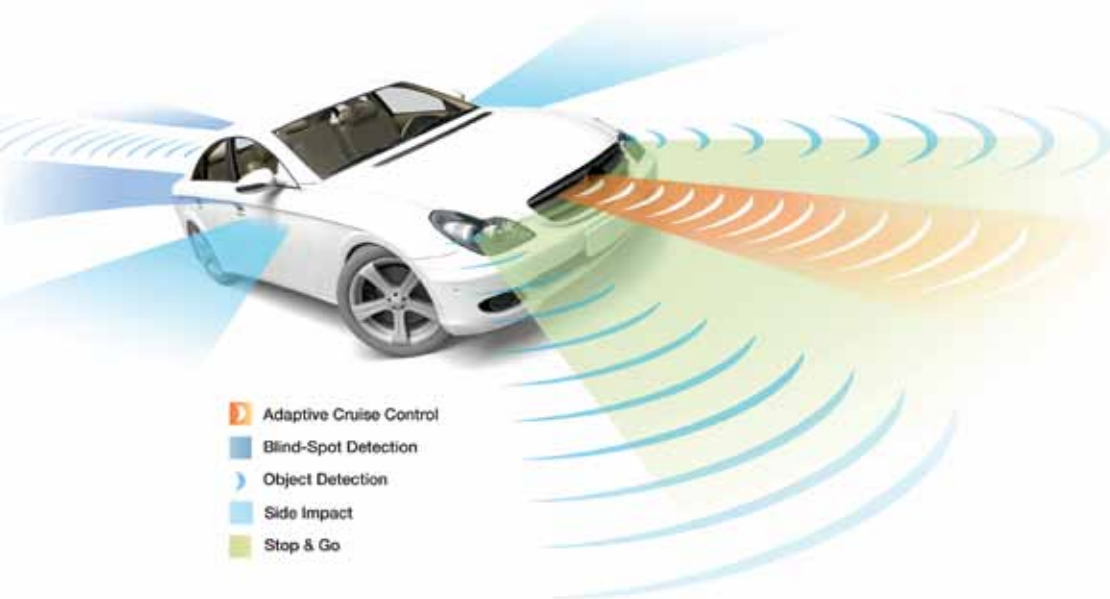 Adaptive Cruise Control
Blind-Spot Detection
Object Detection
Side Impact
Stop & Go